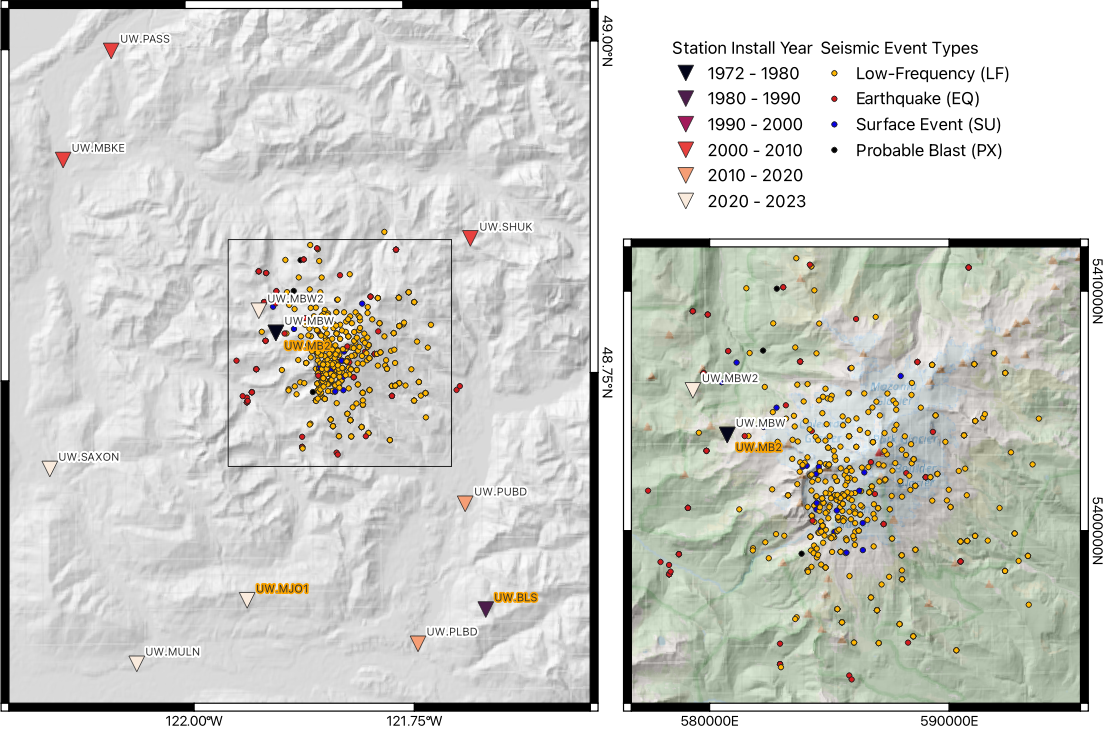 UW.PASS
UW.MBKE
UW.SHUK
UW.MBW2
UW.MBW
UW.MB2
UW.SAXON
UW.PUBD
UW.MJO1
UW.BLS
UW.PLBD
UW.MULN
49.00°N
48.75°N
122.00°W
121.75°W
Station Install Year
1972 - 1980
1980 - 1990
1990 - 2000
2000 - 2010
2010 - 2020
2020 - 2023
Seismic Event Types
Low-Frequency (LF)
Earthquake (EQ)
Surface Event (SU)
Probable Blast (PX)
UW.MBW2
UW.MBW
UW.MB2
5410000N
5400000N
580000E
590000E